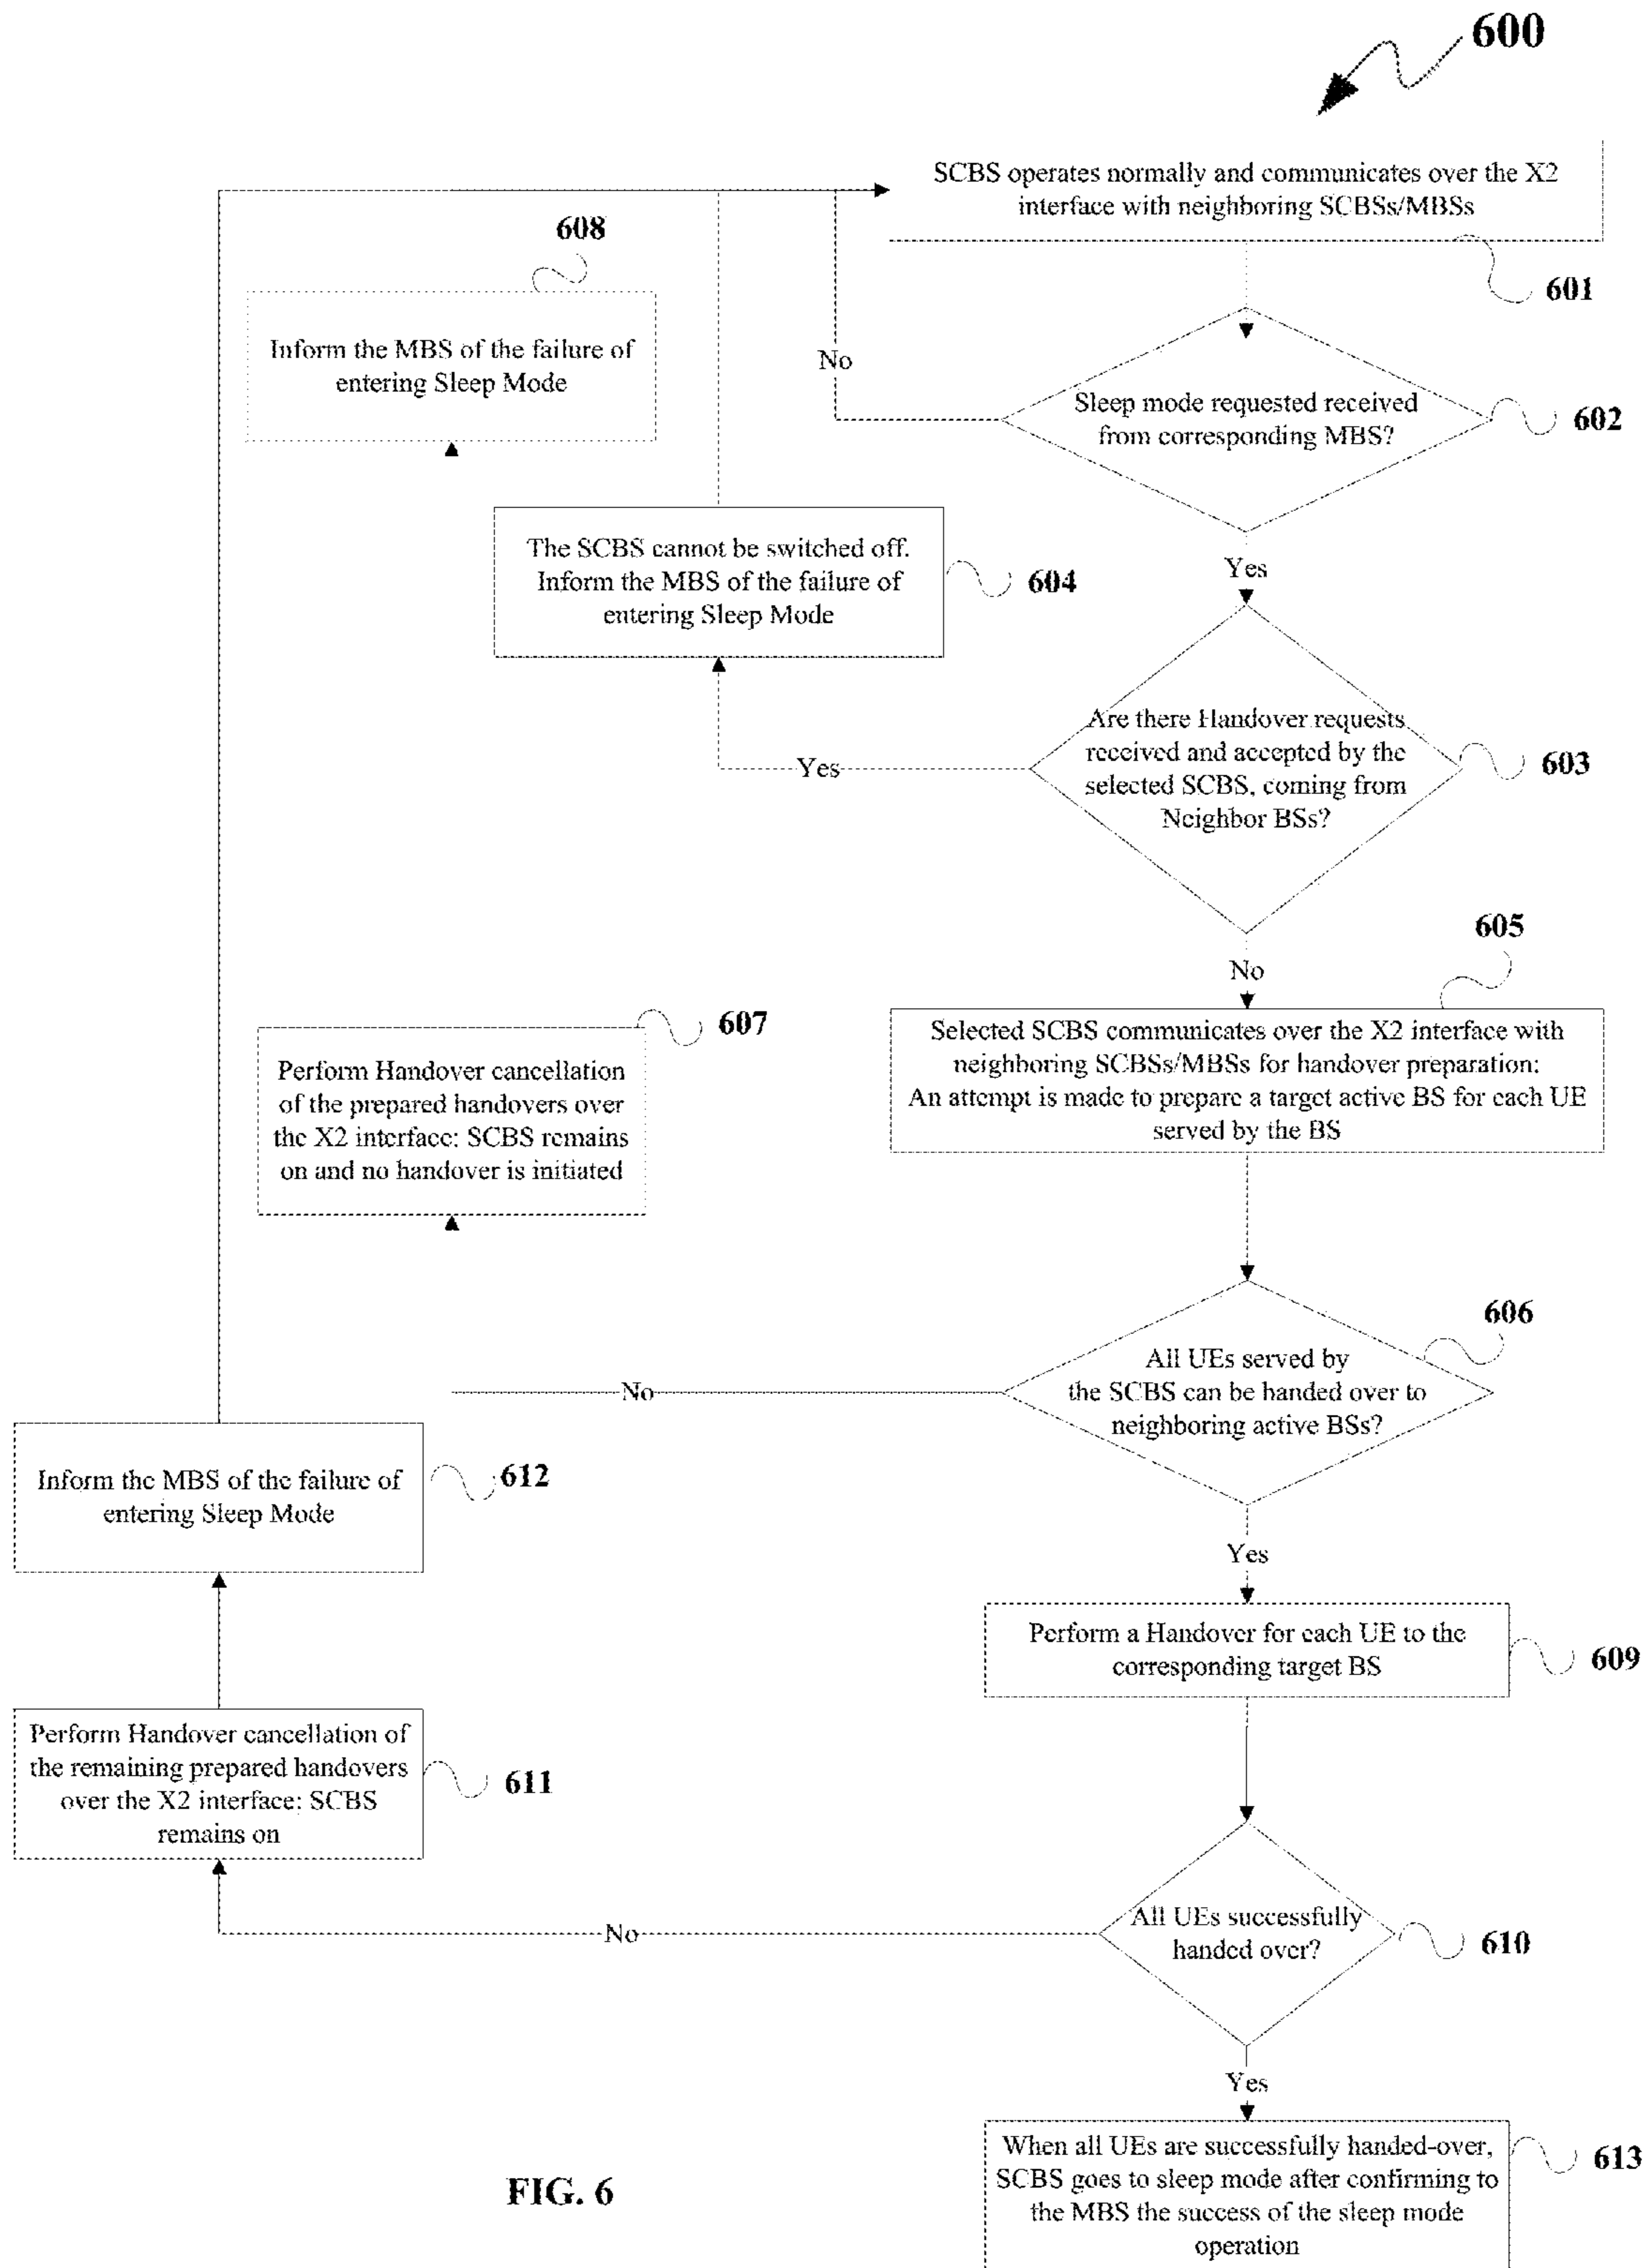 600
SCBS operates normally and communicates over the X2
interface with neighboring SCBSs/MBSs
601
608
Inform the MBS of the failure of
entering Sleep Mode
No
Sleep mode requested received
from corresponding MBS?
602
The SCBS cannot be switched off.
Inform the MBS of the failure of
entering Sleep Mode
604
Yes
Are there Handover requests
received and accepted by the
selected SCBS, coming from
Neighbor BSs?
603
Yes
No
605
607
Perform Handover cancellation
of the prepared handovers over
the X2 interface: SCBS remains
on and no handover is initiated
Selected SCBS communicates over the X2 interface with
neighboring SCBSs/MBSs for handover preparation:
An attempt is made to prepare a target active BS for each UE
served by the BS
606
All UEs served by
the SCBS can be handed over to
neighboring active BSs?
No
Inform the MBS of the failure of
entering Sleep Mode
612
Yes
Perform a Handover for each UE to the
corresponding target BS
609
Perform Handover cancellation of
the remaining prepared handovers
over the X2 interface: SCBS
remains on
611
All UEs successfully
handed over?
610
No
Yes
When all UEs are successfully handed-over,
SCBS goes to sleep mode after confirming to
the MBS the success of the sleep mode
operation
613
FIG. 6